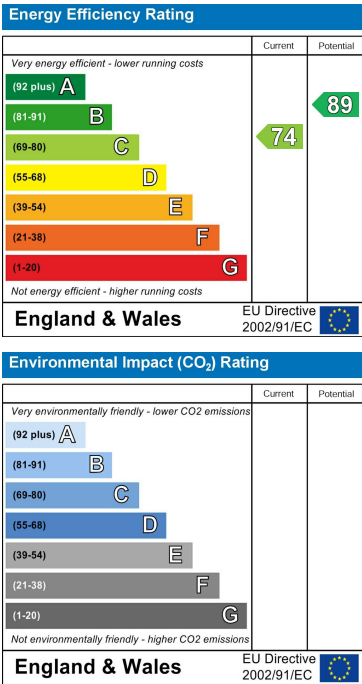 Energy Efficiency Rating
Current Potential
Very energy efficient - lower running costs
(92 plus) A
(81-91) B
(69-80) C
(55-68) D
(39-54) E
(21-38) F
(1-20) G
74
89
Not energy efficient - higher running costs
England & Wales
EU Directive
2002/91/EC
Environmental Impact (CO₂) Rating
Current Potential
Very environmentally friendly - lower CO2 emissions
(92 plus) A
(81-91) B
(69-80) C
(55-68) D
(39-54) E
(21-38) F
(1-20) G
Not environmentally friendly - higher CO2 emissions
England & Wales
EU Directive
2002/91/EC